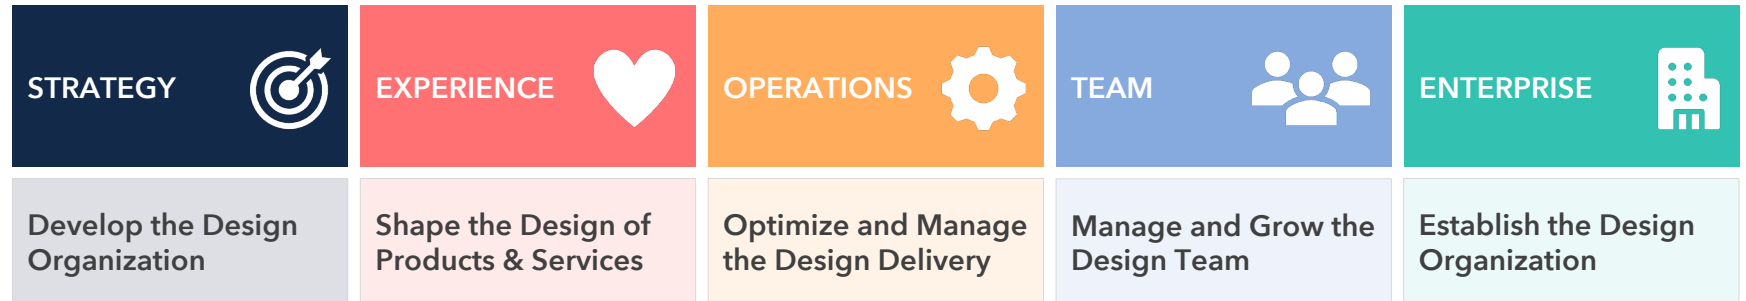 STRATEGY
EXPERIENCE
OPERATIONS
TEAM
ENTERPRISE
Develop the Design
Organization
Shape the Design of
Products & Services
Optimize and Manage
the Design Delivery
Manage and Grow the
Design Team
Establish the Design
Organization